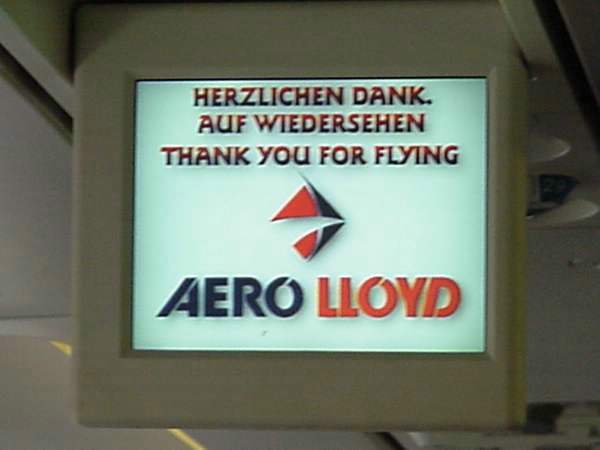 HERZLICHEN DANK.
AUF WIEDERSEHEN
THANK YOU FOR FLYING
AERO LLOYD